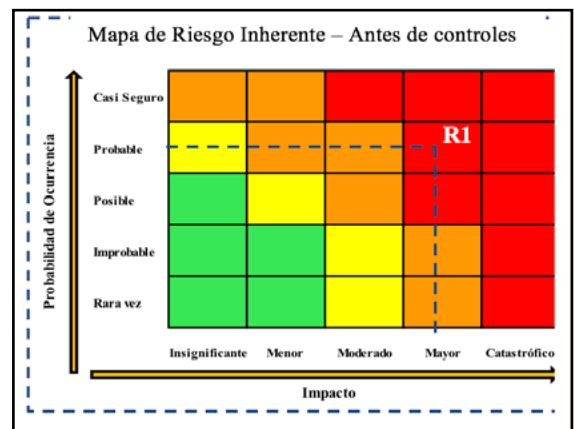 Mapa de Riesgo Inherente – Antes de controles
Probabilidad de Ocurrencia
Casi Seguro
Probable
R1
Posible
Improbable
Rara vez
Insignificante Menor Moderado Mayor Catastrófico
Impacto